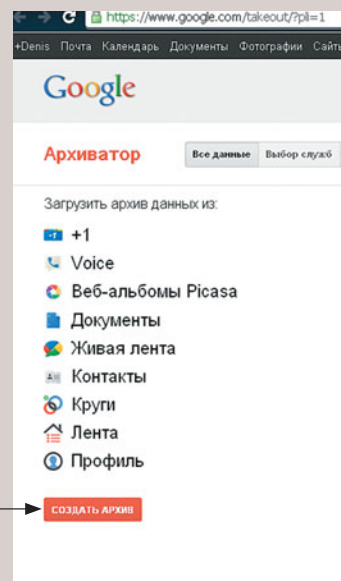 https://www.google.com/takeout/?pli=1
+Denis Почта Календарь Документы Фотографии Сайты
Google
Архиватор Все данные Выбор служб
Загрузить архив данных из:
+1
Voice
Веб-альбомы Picasa
Документы
Живая лента
Контакты
Круги
Лента
Профиль
СОЗДАТЬ АРХИВ